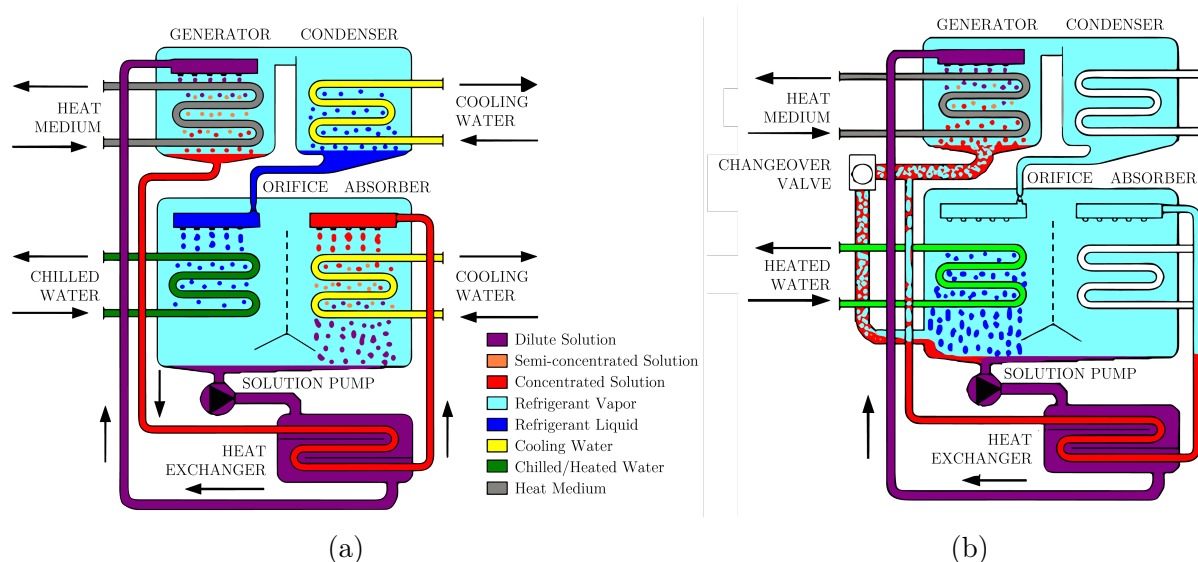 GENERATOR
CONDENSER
HEAT
MEDIUM
COOLING
WATER
ORIFICE
ABSORBER
CHILLED
WATER
COOLING
WATER
SOLUTION PUMP
HEAT
EXCHANGER
Dilute Solution
Semi-concentrated Solution
Concentrated Solution
Refrigerant Vapor
Refrigerant Liquid
Cooling Water
Chilled/Heated Water
Heat Medium
(a)
GENERATOR
CONDENSER
HEAT
MEDIUM
CHANGEOVER
VALVE
ORIFICE
ABSORBER
HEATED
WATER
SOLUTION PUMP
HEAT
EXCHANGER
(b)